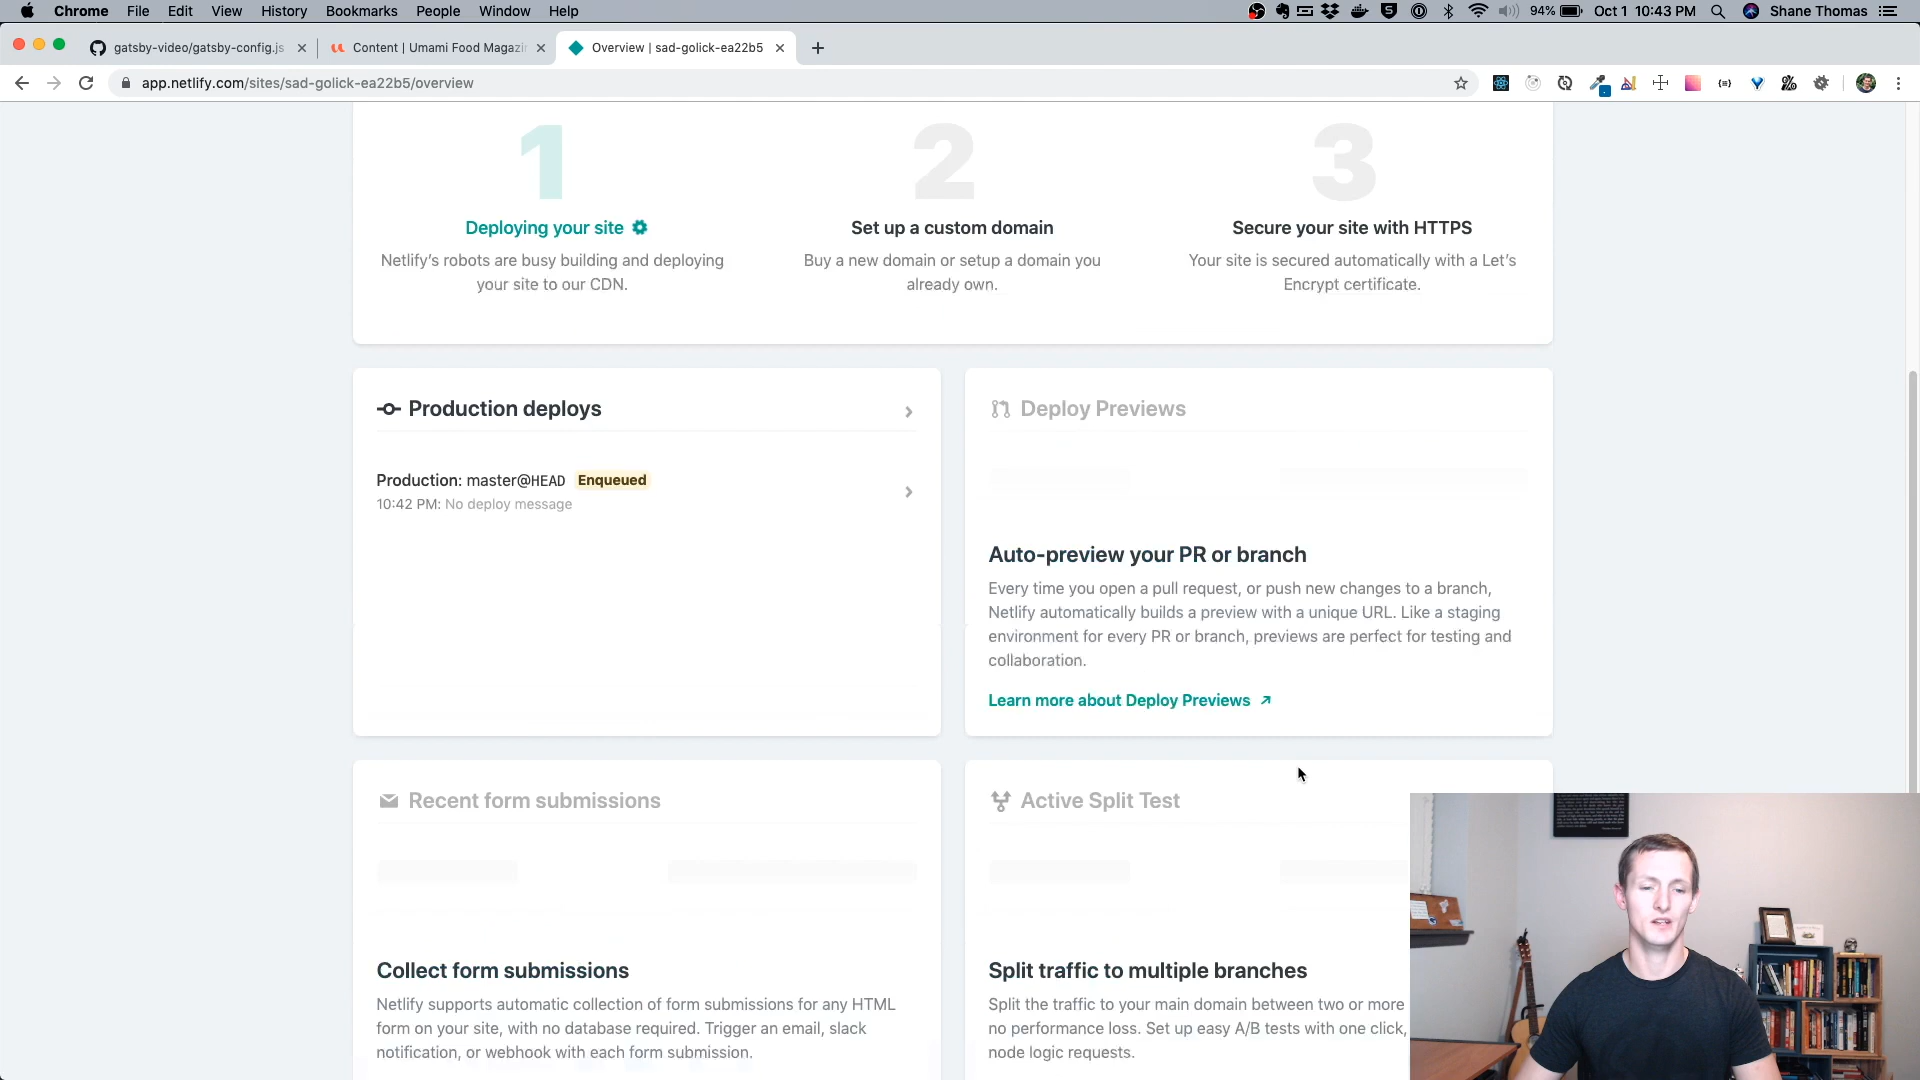 Chrome File Edit View History Bookmarks People Window Help
94% Oct 1 10:43 PM Shane Thomas
gatsby-video/gatsby-config.js
Content | Umami Food Magazi
Overview | sad-golick-ea22b5
app.netlify.com/sites/sad-golick-ea22b5/overview
1
Deploying your site
Netlify’s robots are busy building and deploying
your site to our CDN.
2
Set up a custom domain
Buy a new domain or setup a domain you
already own.
3
Secure your site with HTTPS
Your site is secured automatically with a Let’s
Encrypt certificate.
Production deploys
Production: master@HEAD Enqueued
10:42 PM: No deploy message
Deploy Previews
Auto-preview your PR or branch
Every time you open a pull request, or push new changes to a branch,
Netlify automatically builds a preview with a unique URL. Like a staging
environment for every PR or branch, previews are perfect for testing and
collaboration.
Learn more about Deploy Previews
Recent form submissions
Collect form submissions
Netlify supports automatic collection of form submissions for any HTML
form on your site, with no database required. Trigger an email, slack
notification, or webhook with each form submission.
Active Split Test
Split traffic to multiple branches
Split the traffic to your main domain between two or more
no performance loss. Set up easy A/B tests with one click,
node logic requests.